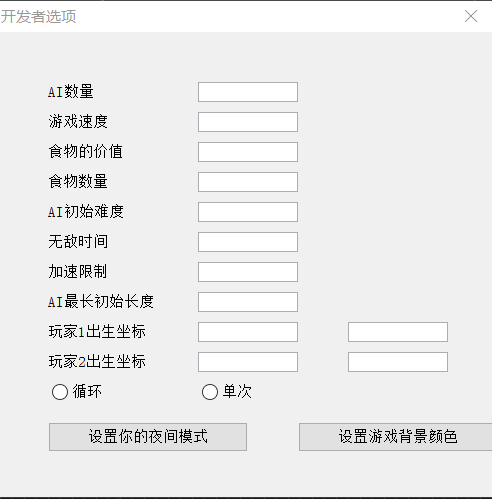 开发者选项
AI数量
游戏速度
食物的价值
食物数量
AI初始难度
无敌时间
加速限制
AI最长初始长度
玩家1出生坐标
玩家2出生坐标
循环 单次
设置你的夜间模式 设置游戏背景颜色